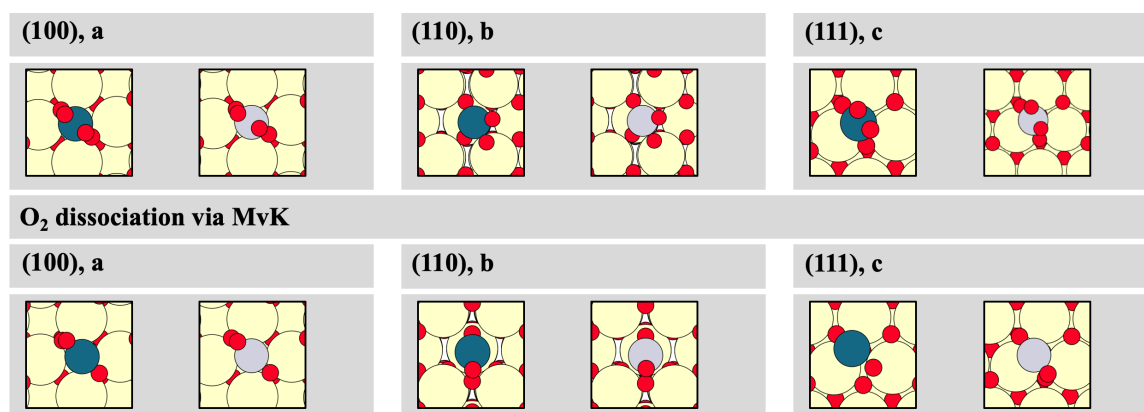 (100), a
(110), b
(111), c
O₂ dissociation via MvK
(100), a
(110), b
(111), c